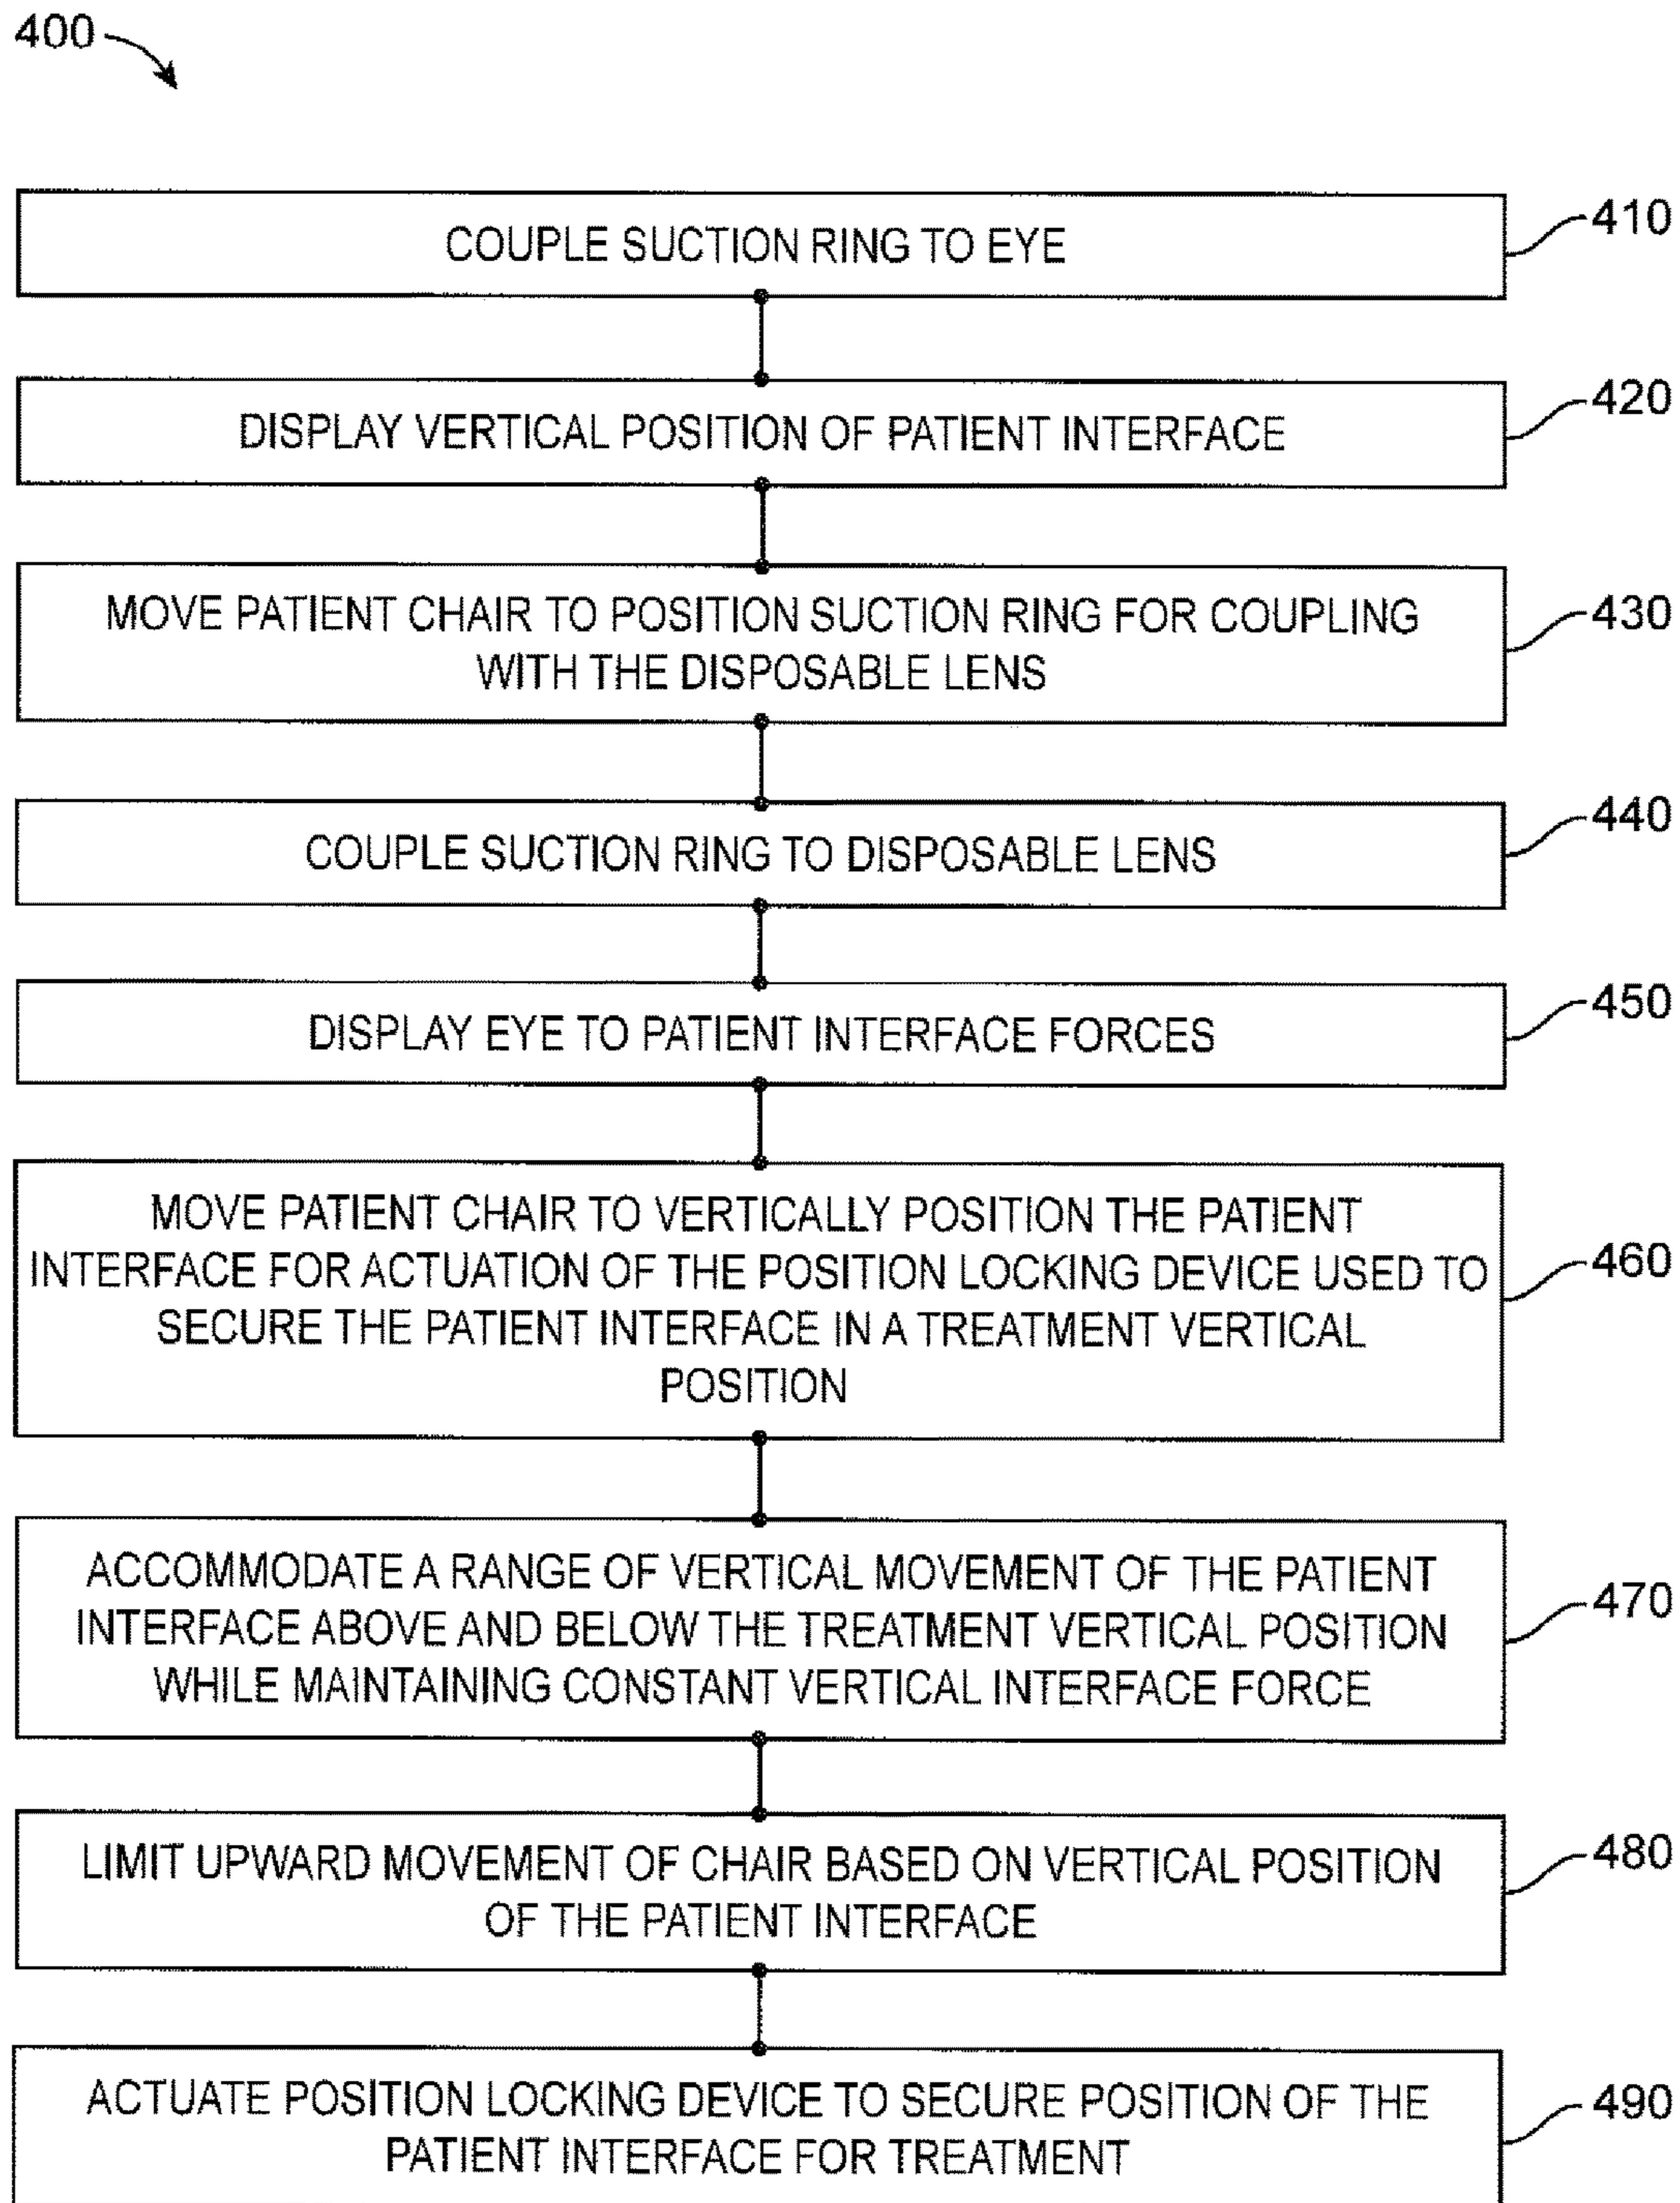 400
COUPLE SUCTION RING TO EYE
410
DISPLAY VERTICAL POSITION OF PATIENT INTERFACE
420
MOVE PATIENT CHAIR TO POSITION SUCTION RING FOR COUPLING
WITH THE DISPOSABLE LENS
430
COUPLE SUCTION RING TO DISPOSABLE LENS
440
DISPLAY EYE TO PATIENT INTERFACE FORCES
450
MOVE PATIENT CHAIR TO VERTICALLY POSITION THE PATIENT
INTERFACE FOR ACTUATION OF THE POSITION LOCKING DEVICE USED TO
SECURE THE PATIENT INTERFACE IN A TREATMENT VERTICAL
POSITION
460
ACCOMMODATE A RANGE OF VERTICAL MOVEMENT OF THE PATIENT
INTERFACE ABOVE AND BELOW THE TREATMENT VERTICAL POSITION
WHILE MAINTAINING CONSTANT VERTICAL INTERFACE FORCE
470
LIMIT UPWARD MOVEMENT OF CHAIR BASED ON VERTICAL POSITION
OF THE PATIENT INTERFACE
480
ACTUATE POSITION LOCKING DEVICE TO SECURE POSITION OF THE
PATIENT INTERFACE FOR TREATMENT
490